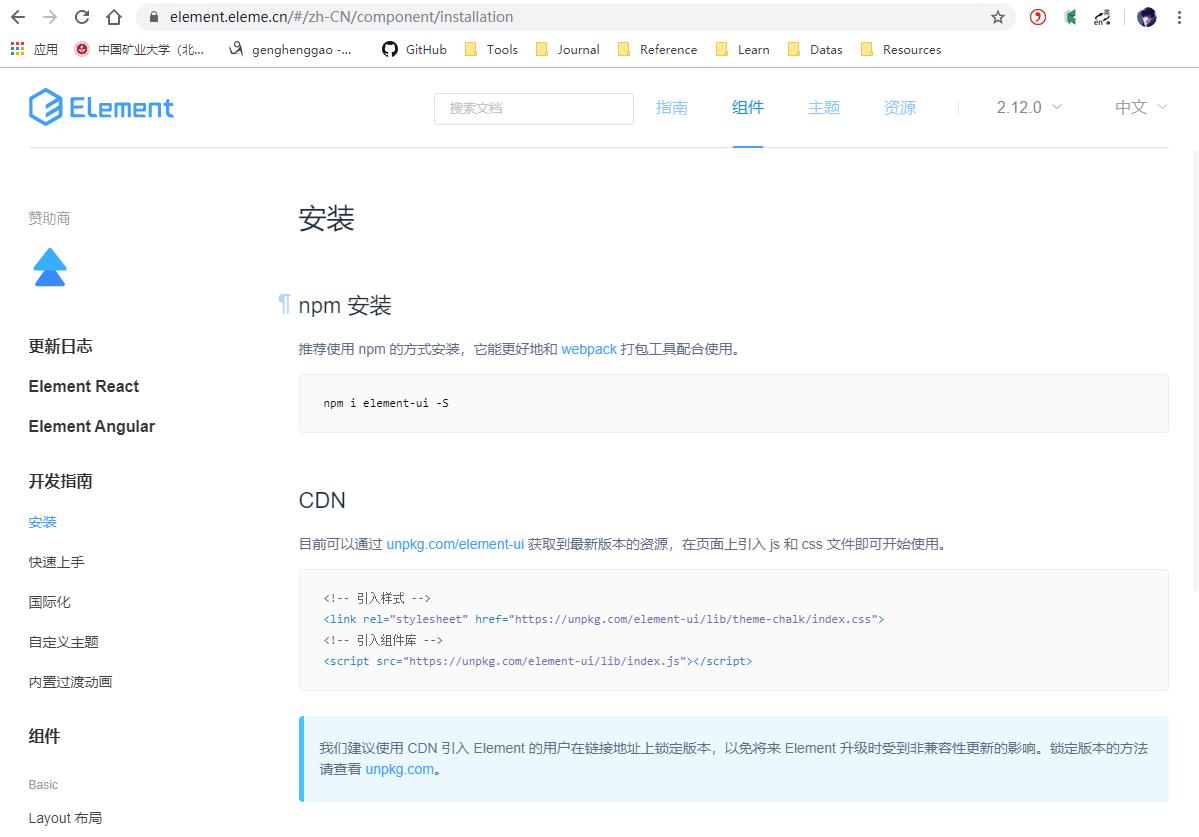 element.eleme.cn/#/zh-CN/component/installation
应用 中国矿业大学（北... genghenggao -... GitHub Tools Journal Reference Learn Datas Resources
Element 搜索文档 指南 组件 主题 资源 2.12.0 中文
赞助商
更新日志
Element React
Element Angular
开发指南
安装
快速上手
国际化
自定义主题
内置过渡动画
组件
Basic
Layout 布局
安装
¶ npm 安装
推荐使用 npm 的方式安装，它能更好地和 webpack 打包工具配合使用。
npm i element-ui -S
CDN
目前可以通过 unpkg.com/element-ui 获取到最新版本的资源，在页面上引入 js 和 css 文件即可开始使用。
<!-- 引入样式 -->
<link rel="stylesheet" href="https://unpkg.com/element-ui/lib/theme-chalk/index.css">
<!-- 引入组件库 -->
<script src="https://unpkg.com/element-ui/lib/index.js"></script>
我们建议使用 CDN 引入 Element 的用户在链接地址上锁定版本，以免将来 Element 升级时受到非兼容性更新的影响。锁定版本的方法
请查看 unpkg.com。